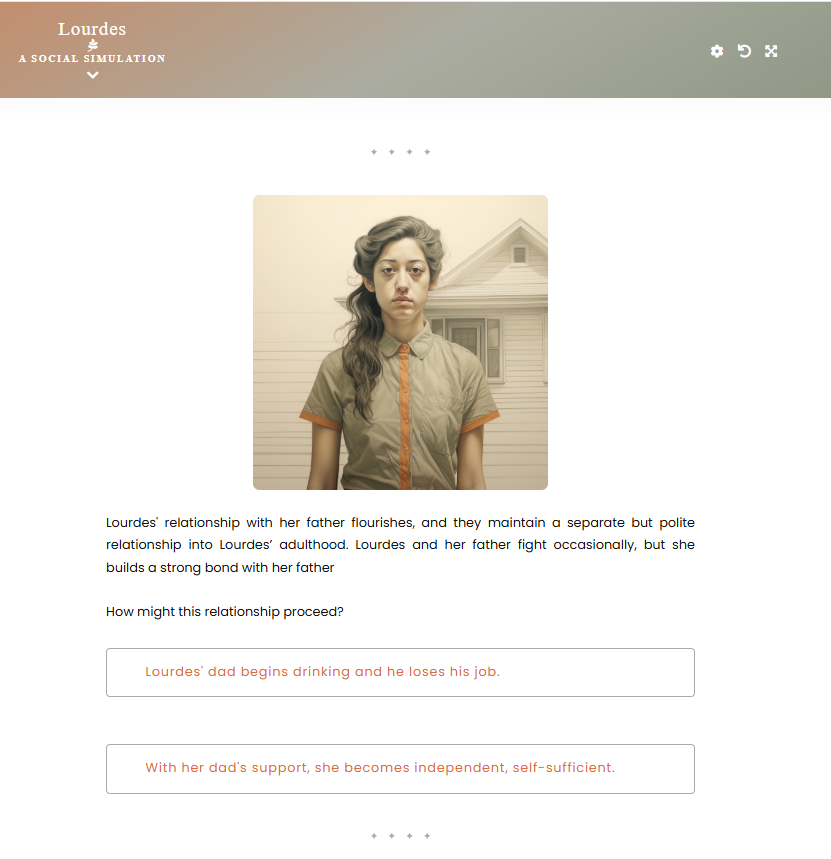 Lourdes
A SOCIAL SIMULATION
Lourdes' relationship with her father flourishes, and they maintain a separate but polite
relationship into Lourdes’ adulthood. Lourdes and her father fight occasionally, but she
builds a strong bond with her father
How might this relationship proceed?
Lourdes' dad begins drinking and he loses his job.
With her dad's support, she becomes independent, self-sufficient.